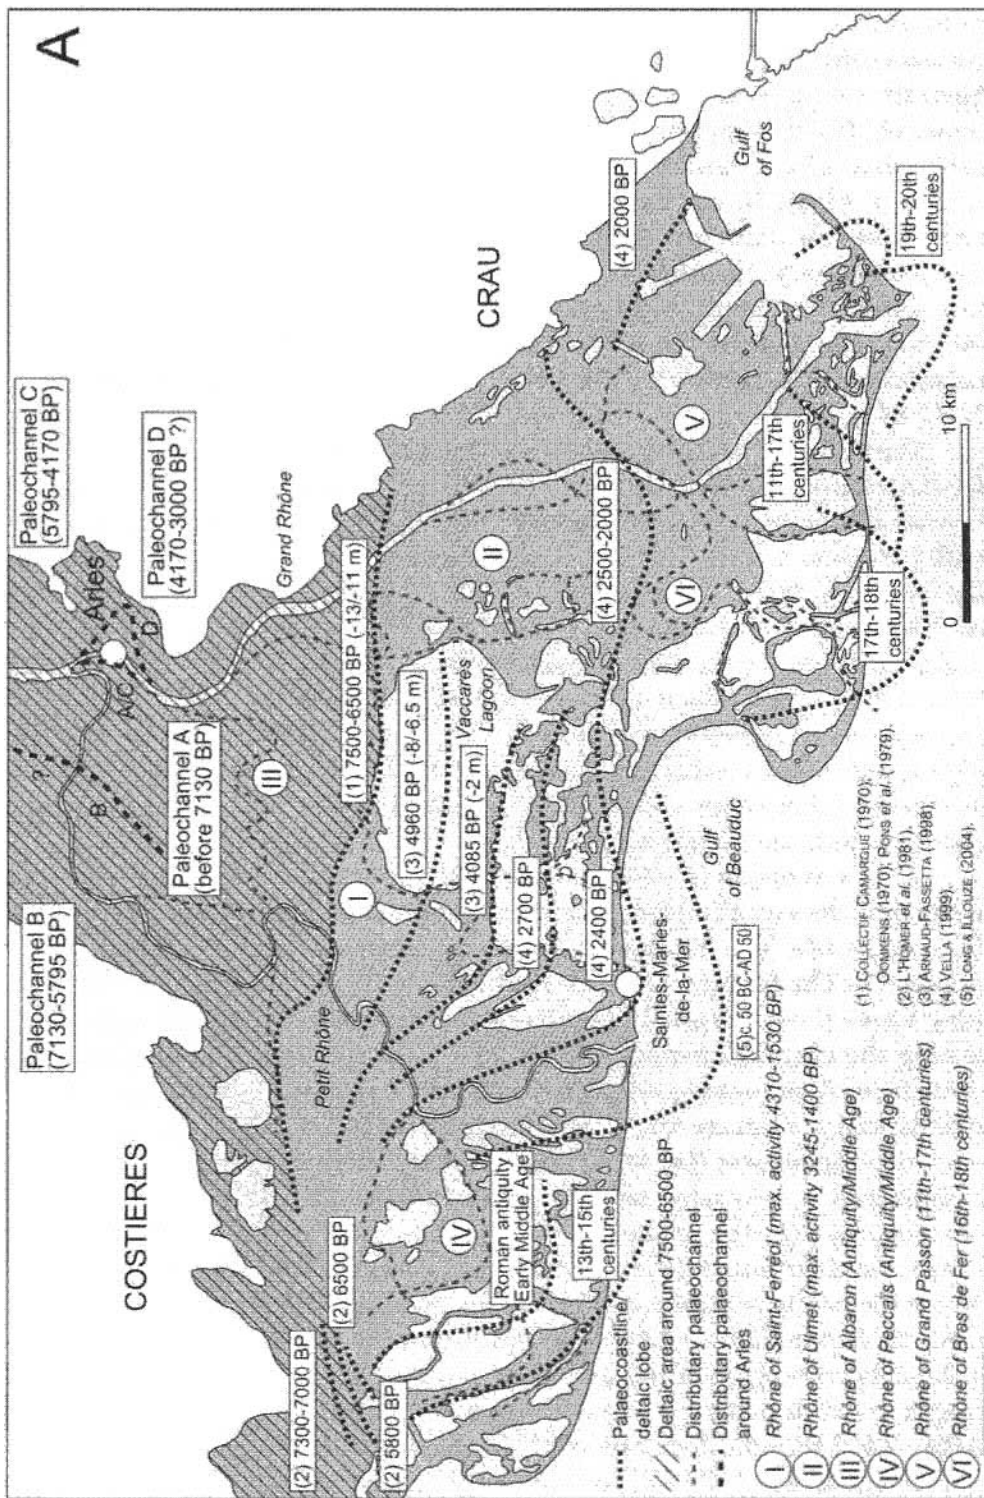 A
Paleochannel C
(5795-4170 BP)
Paleochannel D
(4170-3000 BP ?)
Paleochannel B
(7130-5795 BP)
Paleochannel A
(before 7130 BP)
COSTIERES
CRAU
Arles
D
AC
B
?
Grand Rhône
Petit Rhône
III
I
II
IV
V
VI
(1) 7500-6500 BP (-13/-11 m)
(3) 4960 BP (-8/-6.5 m)
Vaccares
Lagoon
(3) 4085 BP (-2 m)
(4) 2700 BP
(4) 2400 BP
(4) 2500-2000 BP
(4) 2000 BP
(2) 7300-7000 BP
(2) 6500 BP
(2) 5800 BP
Roman antiquity
Early Middle Age
13th-15th
centuries
Saintes-Maries-
de-la-Mer
Gulf
of Beauduc
(5)c. 50 BC-AD 50
Gulf
of Fos
11th-17th
centuries
17th-18th
centuries
19th-20th
centuries
0
10 km
Palaeocoastline/
deltaic lobe
Deltaic area around 7500-6500 BP
Distributary palaeochannel
Distributary palaeochannel
around Arles
I
Rhône of Saint-Ferréol (max. activity 4310-1530 BP)
II
Rhône of Ulmet (max. activity 3245-1400 BP)
III
Rhône of Albaron (Antiquity/Middle Age)
IV
Rhône of Peccaïs (Antiquity/Middle Age)
V
Rhône of Grand Passon (11th-17th centuries)
VI
Rhône of Bras de Fer (16th-18th centuries)
(1) COLLECTIF CAMARGUE (1970);
OOMKENS (1970); PONS et al. (1979).
(2) L'HOMER et al. (1981),
(3) ARNAUD-FASSETTA (1998);
(4) VELLA (1999).
(5) LONG & ILLOUZE (2004).